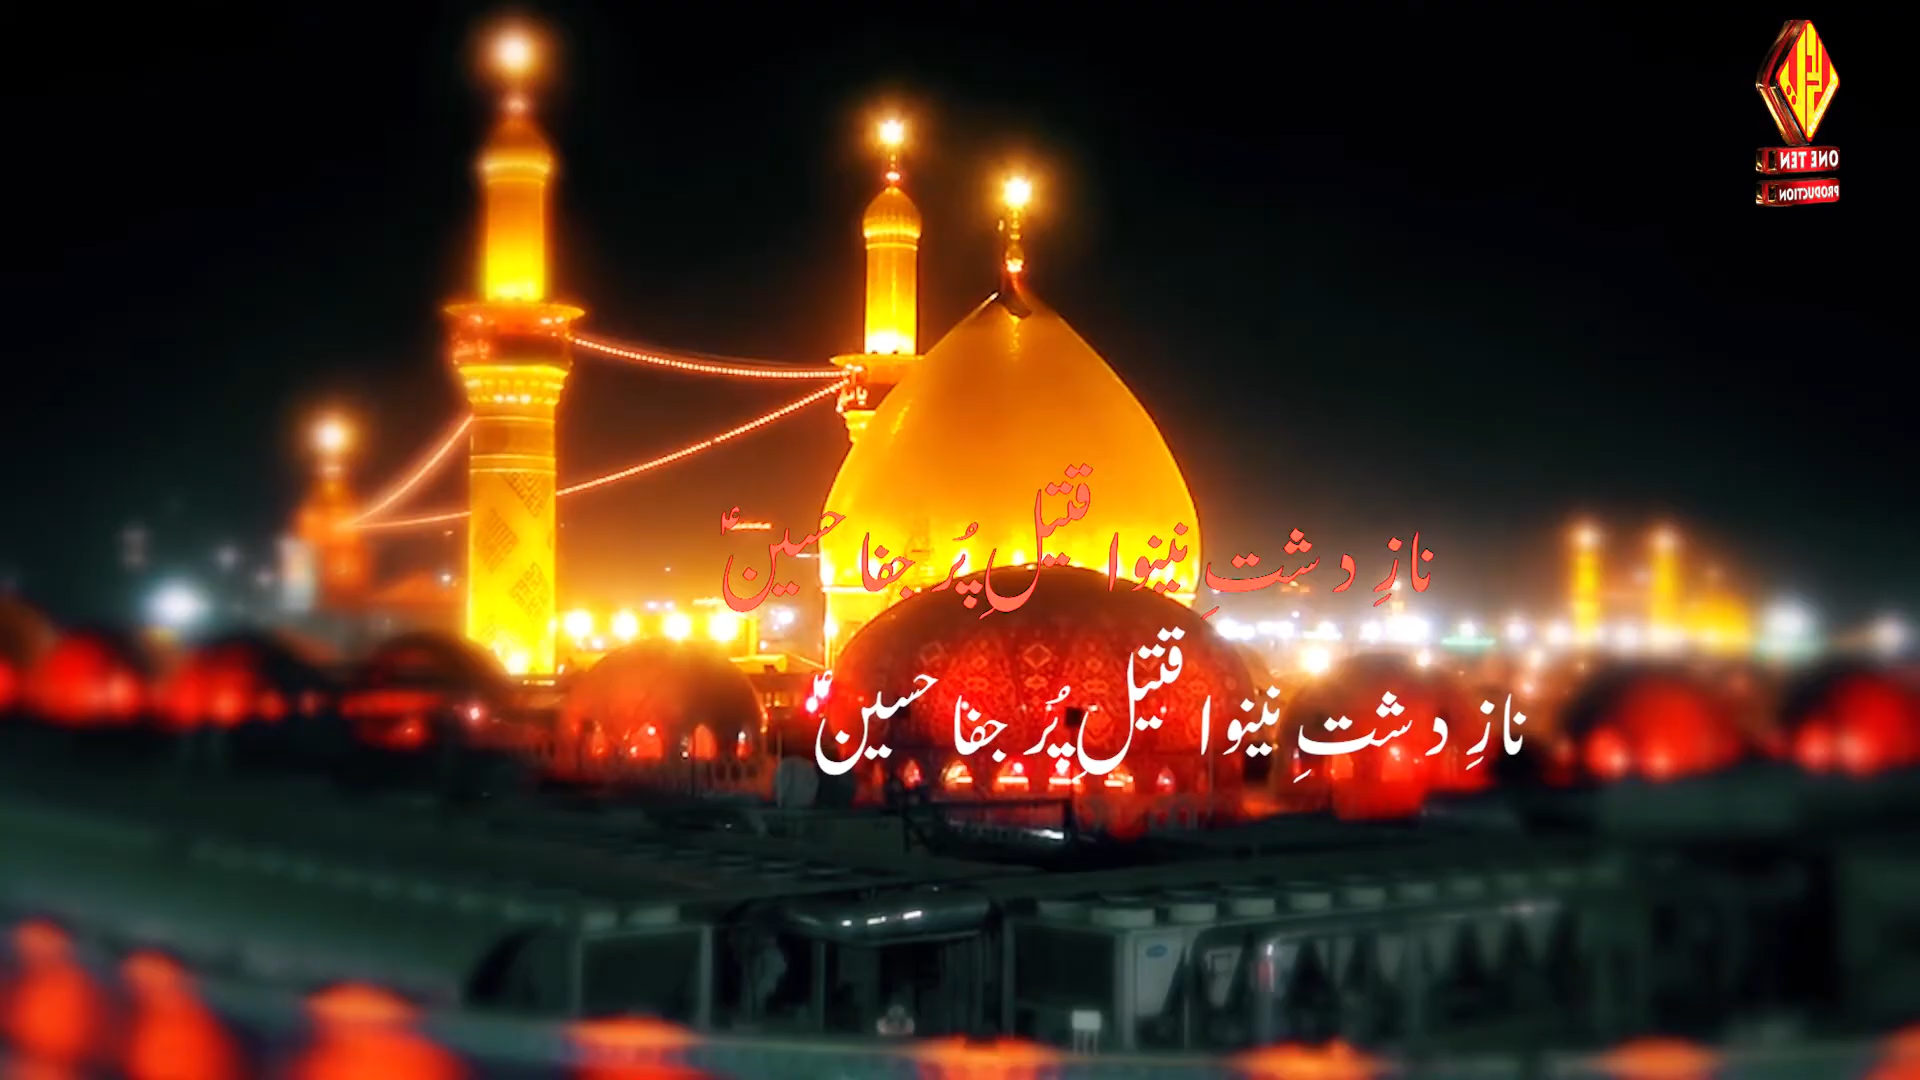 ONE TEN
PRODUCTION
نازِ دشتِ نینوا قتیلِ پُر جفا حسینؑ
نازِ دشتِ نینوا قتیلِ پُر جفا حسینؑ